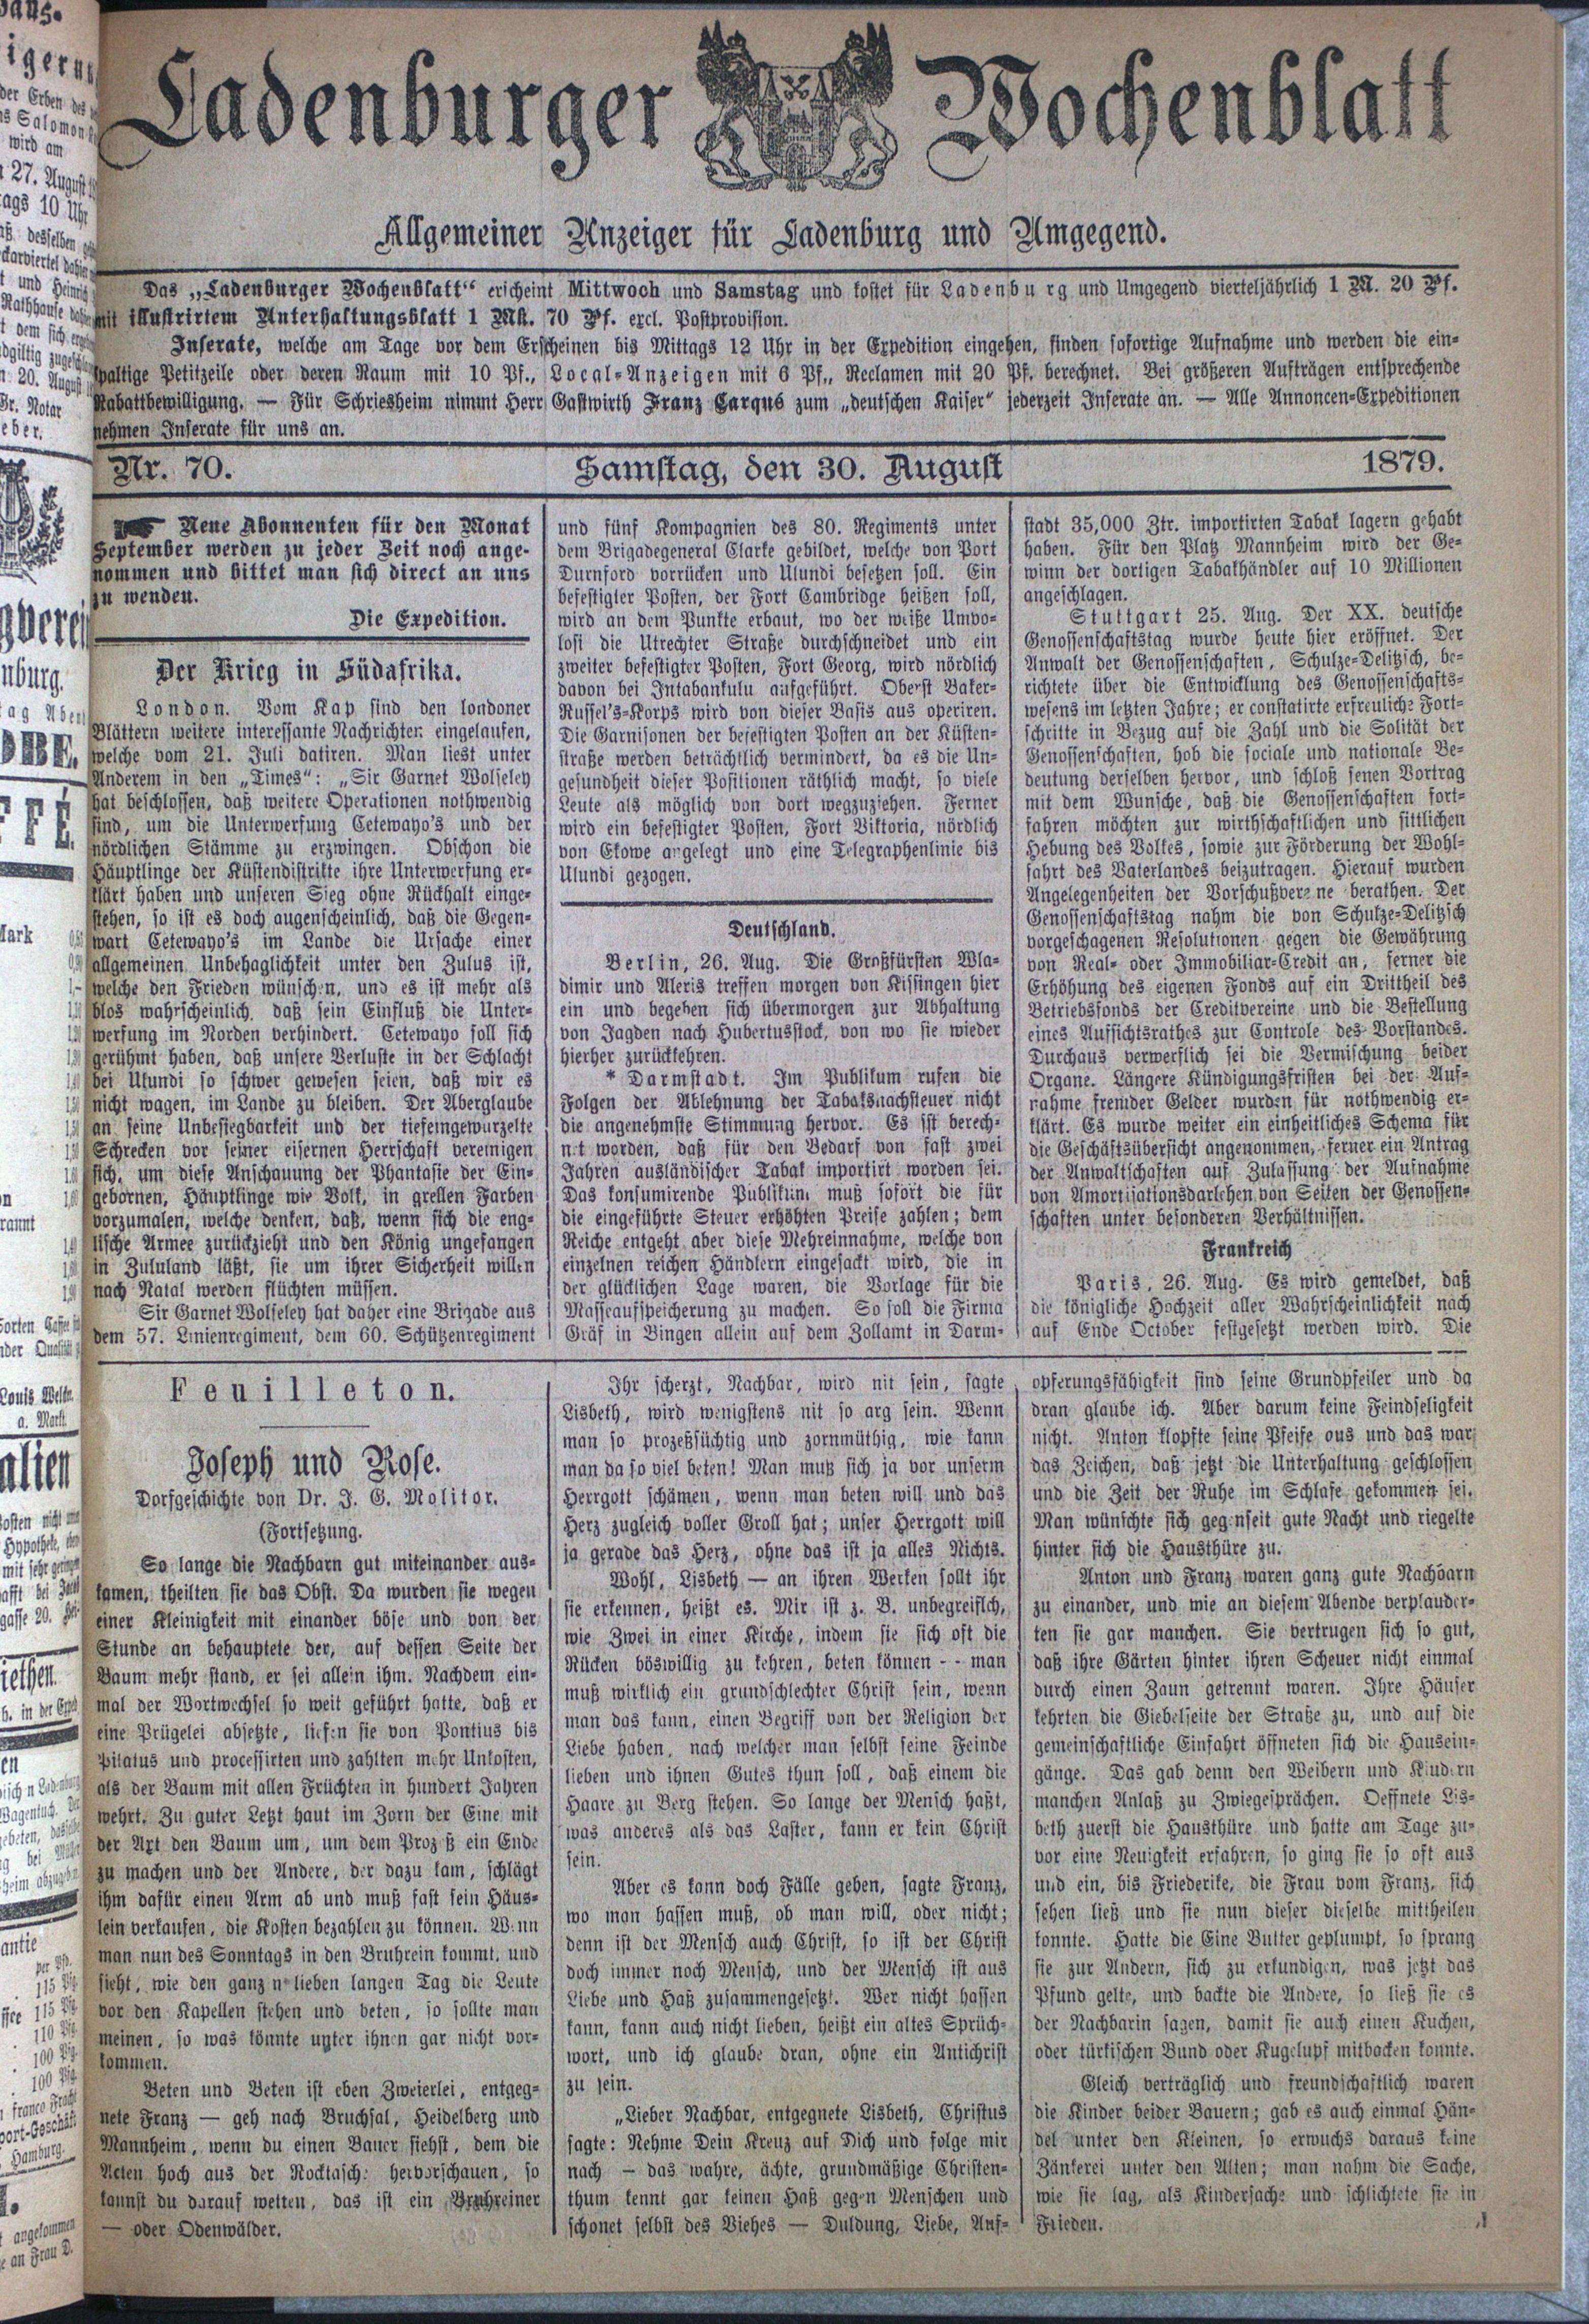 Ladenburger Wochenblatt
Allgemeiner Anzeiger für Ladenburg und Umgegend.
Das „Ladenburger Wochenblatt“ erscheint Mittwoch und Samstag und kostet für Ladenburg und Umgegend vierteljährlich 1 M. 20 Pf.
mit illustrirtem Unterhaltungsblatt 1 Mk. 70 Pf. excl. Postprovision.
Inserate, welche am Tage vor dem Erscheinen bis Mittags 12 Uhr in der Expedition eingehen, finden sofortige Aufnahme und werden die ein-
spaltige Petitzeile oder deren Raum mit 10 Pf., Local-Anzeigen mit 6 Pf., Reclamen mit 20 Pf. berechnet. Bei größeren Aufträgen entsprechende
Rabattbewilligung. — Für Schriesheim nimmt Herr Gastwirth Franz Carqué zum „deutschen Kaiser“ jederzeit Inserate an. — Alle Annoncen-Expeditionen
nehmen Inserate für uns an.
Nr. 70. Samstag, den 30. August 1879.
Neue Abonnenten für den Monat
September werden zu jeder Zeit noch ange-
nommen und bittet man sich direct an uns
zu wenden.
Die Expedition.
Der Krieg in Südafrika.
London. Vom Kap sind den londoner
Blättern weitere interessante Nachrichten eingelaufen,
welche vom 21. Juli datiren. Man liest unter
Anderem in den „Times“: „Sir Garnet Wolseley
hat beschlossen, daß weitere Operationen nothwendig
sind, um die Unterwerfung Cetewayo's und der
nördlichen Stämme zu erzwingen. Obschon die
Häuptlinge der Küstendistrikte ihre Unterwerfung er-
klärt haben und unseren Sieg ohne Rückhalt einge-
stehen, so ist es doch augenscheinlich, daß die Gegen-
wart Cetewayo's im Lande die Ursache einer
allgemeinen Unbehaglichkeit unter den Zulus ist,
welche den Frieden wünschen, und es ist mehr als
blos wahrscheinlich, daß sein Einfluß die Unter-
werfung im Norden verhindert. Cetewayo soll sich
gerühmt haben, daß unsere Verluste in der Schlacht
bei Ulundi so schwer gewesen seien, daß wir es
nicht wagen, im Lande zu bleiben. Der Aberglaube
an seine Unbesiegbarkeit und der tiefeingewurzelte
Schrecken vor seiner eisernen Herrschaft vereinigen
sich, um diese Anschauung der Phantasie der Ein-
gebornen, Häuptlinge wie Volk, in grellen Farben
vorzumalen, welche denken, daß, wenn sich die eng-
lische Armee zurückzieht und den König ungefangen
in Zululand läßt, sie um ihrer Sicherheit willen
nach Natal werden flüchten müssen.
Sir Garnet Wolseley hat daher eine Brigade aus
dem 57. Linienregiment, dem 60. Schützenregiment
und fünf Kompagnien des 80. Regiments unter
dem Brigadegeneral Clarke gebildet, welche von Port
Durnford vorrücken und Ulundi besetzen soll. Ein
befestigter Posten, der Fort Cambridge heißen soll,
wird an dem Punkte erbaut, wo der weiße Umvo-
losi die Utrechter Straße durchschneidet und ein
zweiter befestigter Posten, Fort Georg, wird nördlich
davon bei Intabankulu aufgeführt. Oberst Baker-
Russel's-Korps wird von dieser Basis aus operiren.
Die Garnisonen der befestigten Posten an der Küsten-
straße werden beträchtlich vermindert, da es die Un-
gesundheit dieser Positionen räthlich macht, so viele
Leute als möglich von dort wegzuziehen. Ferner
wird ein befestigter Posten, Fort Viktoria, nördlich
von Ekowe angelegt und eine Telegraphenlinie bis
Ulundi gezogen.
Deutschland.
Berlin, 26. Aug. Die Großfürsten Wla-
dimir und Alexis treffen morgen von Kissingen hier
ein und begeben sich übermorgen zur Abhaltung
von Jagden nach Hubertusstock, von wo sie wieder
hierher zurückkehren.
* Darmstadt. Im Publikum rufen die
Folgen der Ablehnung der Tabaksnachsteuer nicht
die angenehmste Stimmung hervor. Es ist berech-
net worden, daß für den Bedarf von fast zwei
Jahren ausländischer Tabak importirt worden sei.
Das konsumirende Publikum muß sofort die für
die eingeführte Steuer erhöhten Preise zahlen; dem
Reiche entgeht aber diese Mehreinnahme, welche von
einzelnen reichen Händlern eingesackt wird, die in
der glücklichen Lage waren, die Vorlage für die
Masseaufspeicherung zu machen. So soll die Firma
Gräf in Bingen allein auf dem Zollamt in Darm-
stadt 35,000 Ztr. importirten Tabak lagern gehabt
haben. Für den Platz Mannheim wird der Ge-
winn der dortigen Tabakhändler auf 10 Millionen
angeschlagen.
Stuttgart 25. Aug. Der XX. deutsche
Genossenschaftstag wurde heute hier eröffnet. Der
Anwalt der Genossenschaften, Schulze-Delitzsch, be-
richtete über die Entwicklung des Genossenschafts-
wesens im letzten Jahre; er constatirte erfreuliche Fort-
schritte in Bezug auf die Zahl und die Solität der
Genossenschaften, hob die sociale und nationale Be-
deutung derselben hervor, und schloß senen Vortrag
mit dem Wunsche, daß die Genossenschaften fort-
fahren möchten zur wirthschaftlichen und sittlichen
Hebung des Volkes, sowie zur Förderung der Wohl-
fahrt des Vaterlandes beizutragen. Hierauf wurden
Angelegenheiten der Vorschußvereine berathen. Der
Genossenschaftstag nahm die von Schulze-Delitzsch
vorgeschagenen Resolutionen gegen die Gewährung
von Real- oder Immobiliar-Credit an, ferner die
Erhöhung des eigenen Fonds auf ein Drittheil des
Betriebsfonds der Creditvereine und die Bestellung
eines Aufsichtsrathes zur Controle des Vorstandes.
Durchaus verwerflich sei die Vermischung beider
Organe. Längere Kündigungsfristen bei der Auf-
nahme fremder Gelder wurden für nothwendig er-
klärt. Es wurde weiter ein einheitliches Schema für
die Geschäftsübersicht angenommen, ferner ein Antrag
der Anwaltschaften auf Zulassung der Aufnahme
von Amortisationsdarlehen von Seiten der Genossen-
schaften unter besonderen Verhältnissen.
Frankreich
Paris, 26. Aug. Es wird gemeldet, daß
die königliche Hochzeit aller Wahrscheinlichkeit nach
auf Ende October festgesetzt werden wird. Die
Feuilleton.
Joseph und Rose.
Dorfgeschichte von Dr. J. G. Molitor.
(Fortsetzung.
So lange die Nachbarn gut miteinander aus-
kamen, theilten sie das Obst. Da wurden sie wegen
einer Kleinigkeit mit einander böse und von der
Stunde an behauptete der, auf dessen Seite der
Baum mehr stand, er sei allein ihm. Nachdem ein-
mal der Wortwechsel so weit geführt hatte, daß er
eine Prügelei absetzte, liefen sie von Pontius bis
Pilatus und processirten und zahlten mehr Unkosten,
als der Baum mit allen Früchten in hundert Jahren
wehrt. Zu guter Letzt haut im Zorn der Eine mit
der Axt den Baum um, um dem Prozeß ein Ende
zu machen und der Andere, der dazu kam, schlägt
ihm dafür einen Arm ab und muß fast sein Häus-
lein verkaufen, die Kosten bezahlen zu können. Wenn
man nun des Sonntags in den Bruhrein kommt, und
sieht, wie den ganzen lieben langen Tag die Leute
vor den Kapellen stehen und beten, so sollte man
meinen, so was könnte unter ihnen gar nicht vor-
kommen.
Beten und Beten ist eben Zweierlei, entgeg-
nete Franz — geh nach Bruchsal, Heidelberg und
Mannheim, wenn du einen Bauer siehst, dem die
Acten hoch aus der Rocktasche hervorschauen, so
kannst du darauf wetten, das ist ein Bruhreiner
— oder Odenwälder.
Ihr scherzt, Nachbar, wird nit sein, sagte
Lisbeth, wird wenigstens nit so arg sein. Wenn
man so prozeßsüchtig und zornmüthig, wie kann
man da so viel beten! Man muß sich ja vor unserm
Herrgott schämen, wenn man beten will und das
Herz zugleich voller Groll hat; unser Herrgott will
ja gerade das Herz, ohne das ist ja alles Nichts.
Wohl, Lisbeth — an ihren Werken sollt ihr
sie erkennen, heißt es. Mir ist z. B. unbegreiflch,
wie Zwei in einer Kirche, indem sie sich oft die
Rücken böswillig zu kehren, beten können -- man
muß wirklich ein grundschlechter Christ sein, wenn
man das kann, einen Begriff von der Religion der
Liebe haben, nach welcher man selbst seine Feinde
lieben und ihnen Gutes thun soll, daß einem die
Haare zu Berg stehen. So lange der Mensch haßt,
was anderes als das Laster, kann er kein Christ
sein.
Aber es kann doch Fälle geben, sagte Franz,
wo man hassen muß, ob man will, oder nicht;
denn ist der Mensch auch Christ, so ist der Christ
doch immer noch Mensch, und der Mensch ist aus
Liebe und Haß zusammengesetzt. Wer nicht hassen
kann, kann auch nicht lieben, heißt ein altes Sprüch-
wort, und ich glaube dran, ohne ein Antichrist
zu sein.
„Lieber Nachbar, entgegnete Lisbeth, Christus
sagte: Nehme Dein Kreuz auf Dich und folge mir
nach — das wahre, ächte, grundmäßige Christen-
thum kennt gar keinen Haß gegen Menschen und
schonet selbst des Viehes — Duldung, Liebe, Auf-
opferungsfähigkeit sind seine Grundpfeiler und da
dran glaube ich. Aber darum keine Feindseligkeit
nicht. Anton klopfte seine Pfeife aus und das war
das Zeichen, daß jetzt die Unterhaltung geschlossen
und die Zeit der Ruhe im Schlafe gekommen sei.
Man wünschte sich gegenseit gute Nacht und riegelte
hinter sich die Hausthüre zu.
Anton und Franz waren ganz gute Nachbarn
zu einander, und wie an diesem Abende verplauder-
ten sie gar manchen. Sie vertrugen sich so gut,
daß ihre Gärten hinter ihren Scheuer nicht einmal
durch einen Zaun getrennt waren. Ihre Häuser
kehrten die Giebelseite der Straße zu, und auf die
gemeinschaftliche Einfahrt öffneten sich die Hausein-
gänge. Das gab denn den Weibern und Kindern
manchen Anlaß zu Zwiegesprächen. Oeffnete Lis-
beth zuerst die Hausthüre und hatte am Tage zu-
vor eine Neuigkeit erfahren, so ging sie so oft aus
und ein, bis Friederike, die Frau vom Franz, sich
sehen ließ und sie nun dieser dieselbe mittheilen
konnte. Hatte die Eine Butter geplumpt, so sprang
sie zur Andern, sich zu erkundigen, was jetzt das
Pfund gelte, und backte die Andere, so ließ sie es
der Nachbarin sagen, damit sie auch einen Kuchen,
oder türkischen Bund oder Kugelupf mitbacken konnte.
Gleich verträglich und freundschaftlich waren
die Kinder beider Bauern; gab es auch einmal Hän-
del unter den Kleinen, so erwuchs daraus keine
Zänkerei unter den Alten; man nahm die Sache,
wie sie lag, als Kindersache und schlichtete sie in
Frieden.